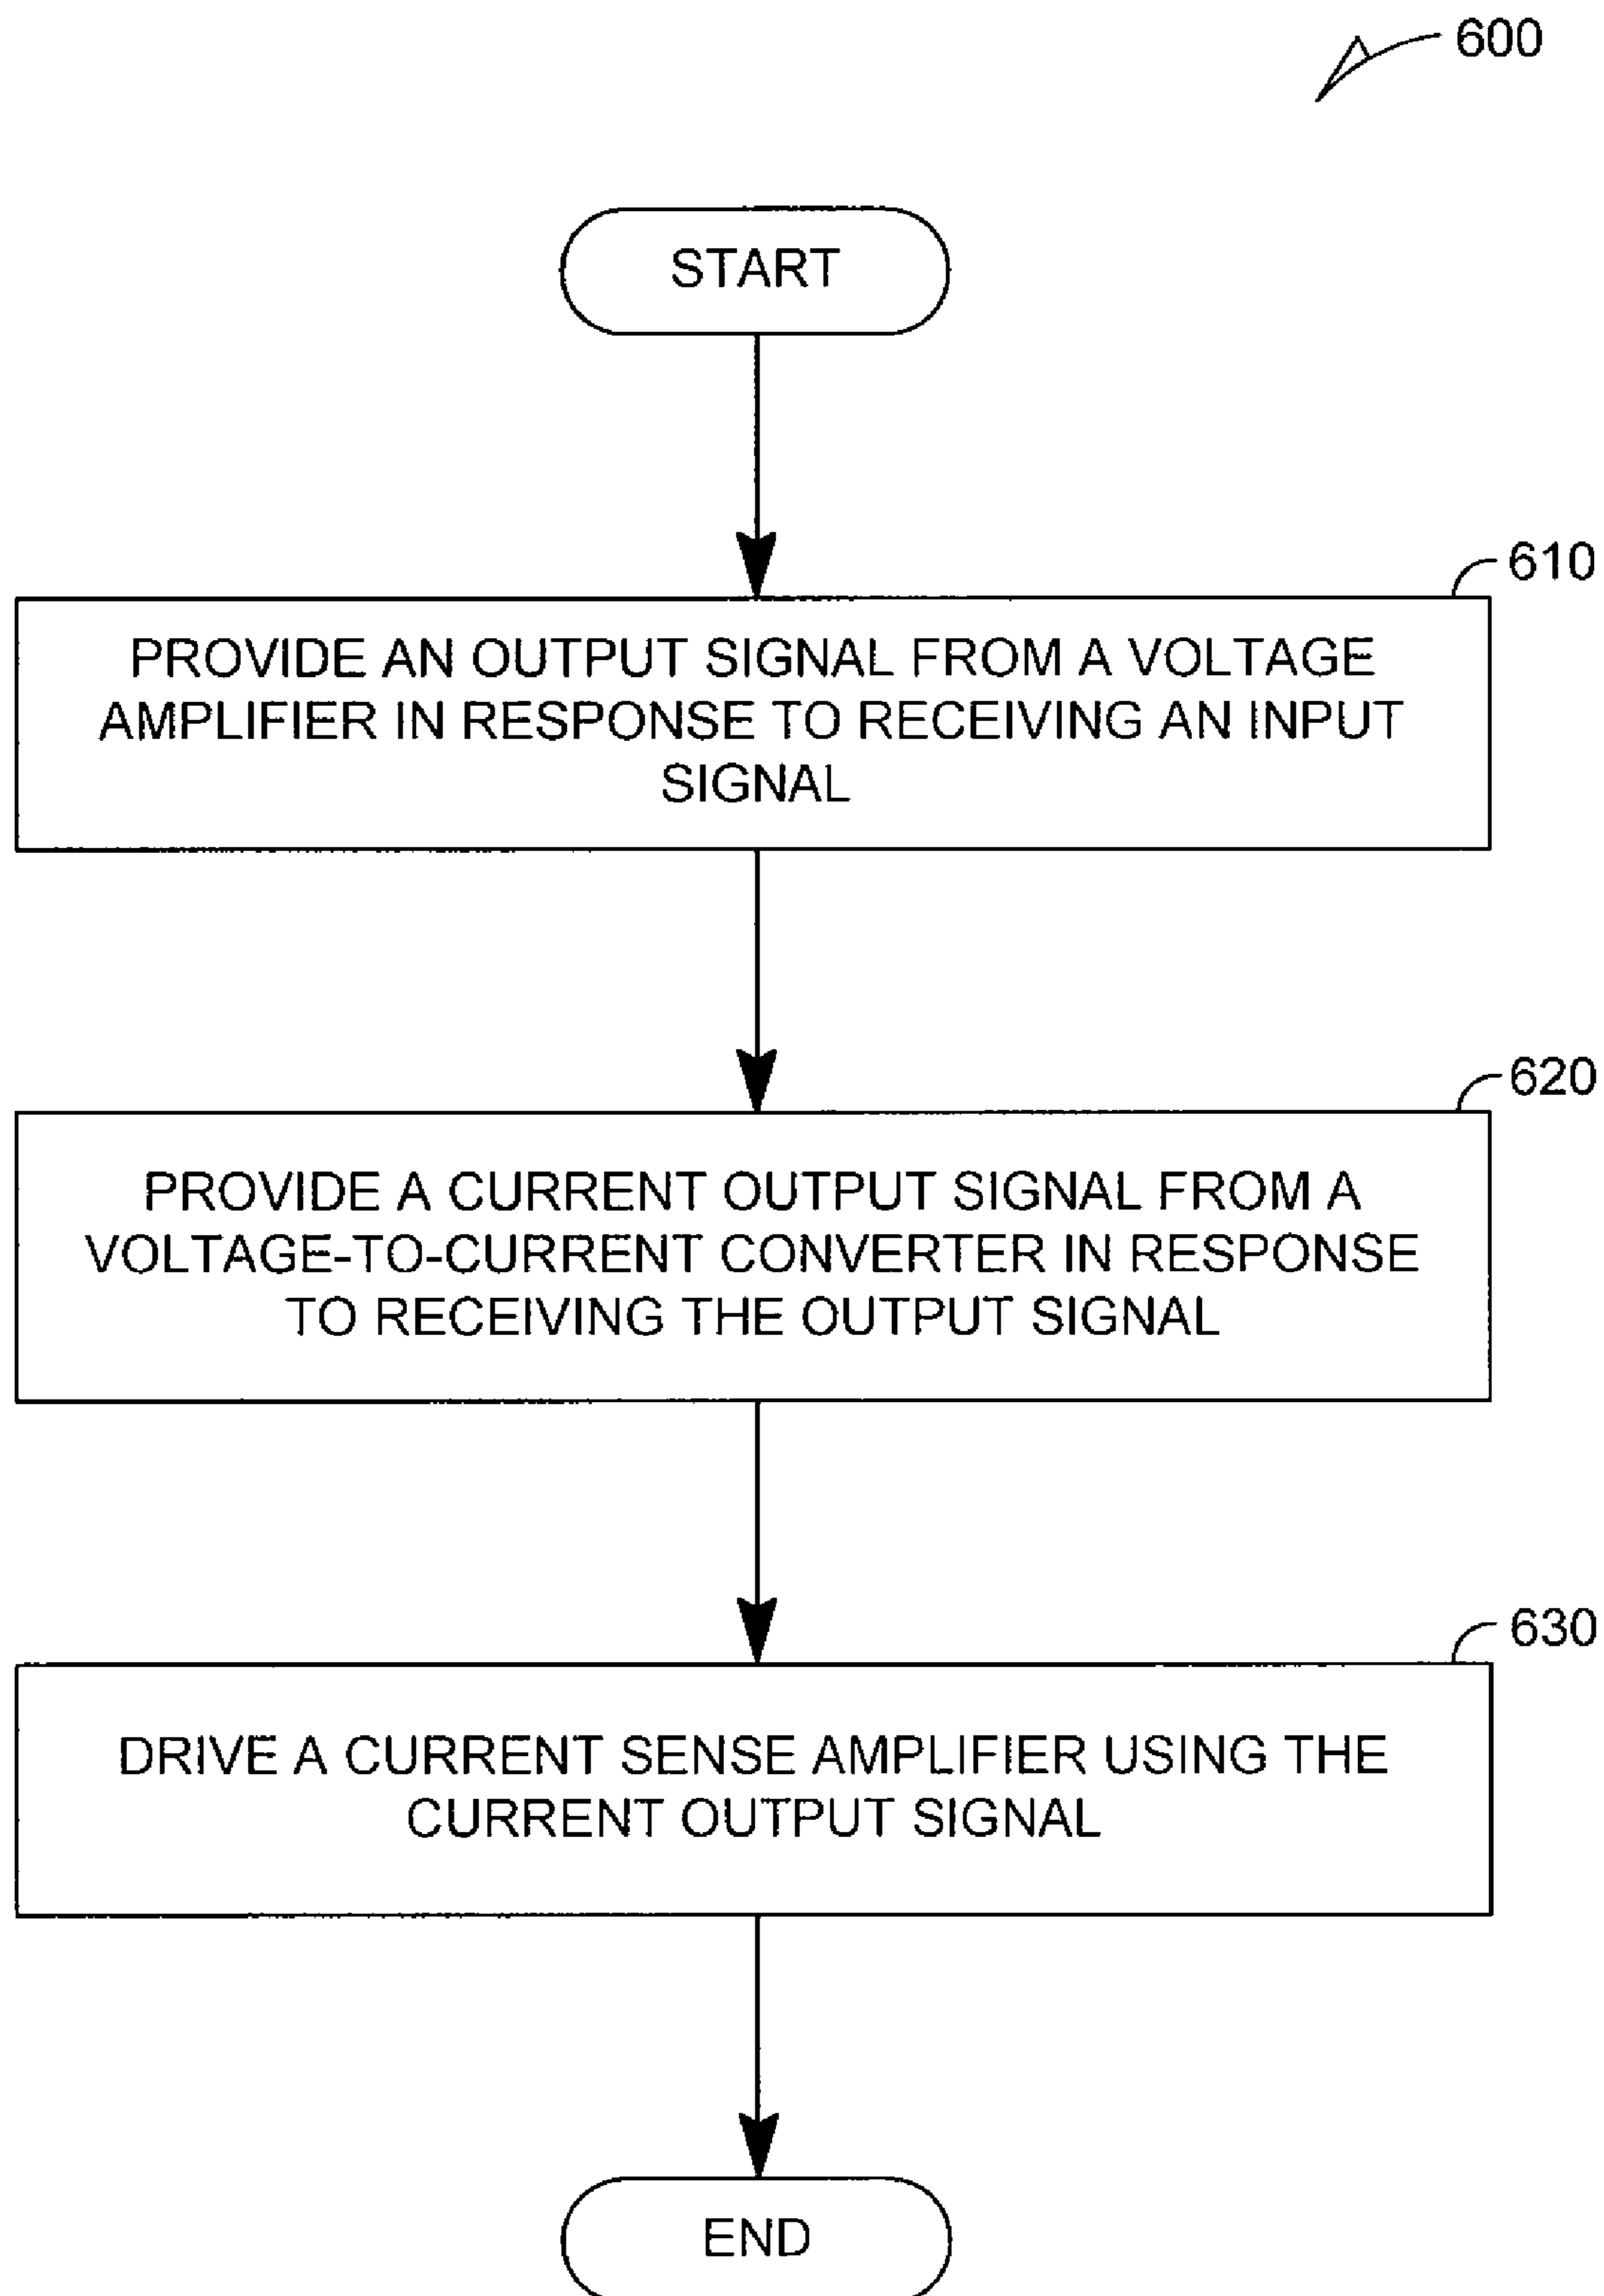 600
START
610
PROVIDE AN OUTPUT SIGNAL FROM A VOLTAGE
AMPLIFIER IN RESPONSE TO RECEIVING AN INPUT
SIGNAL
620
PROVIDE A CURRENT OUTPUT SIGNAL FROM A
VOLTAGE-TO-CURRENT CONVERTER IN RESPONSE
TO RECEIVING THE OUTPUT SIGNAL
630
DRIVE A CURRENT SENSE AMPLIFIER USING THE
CURRENT OUTPUT SIGNAL
END